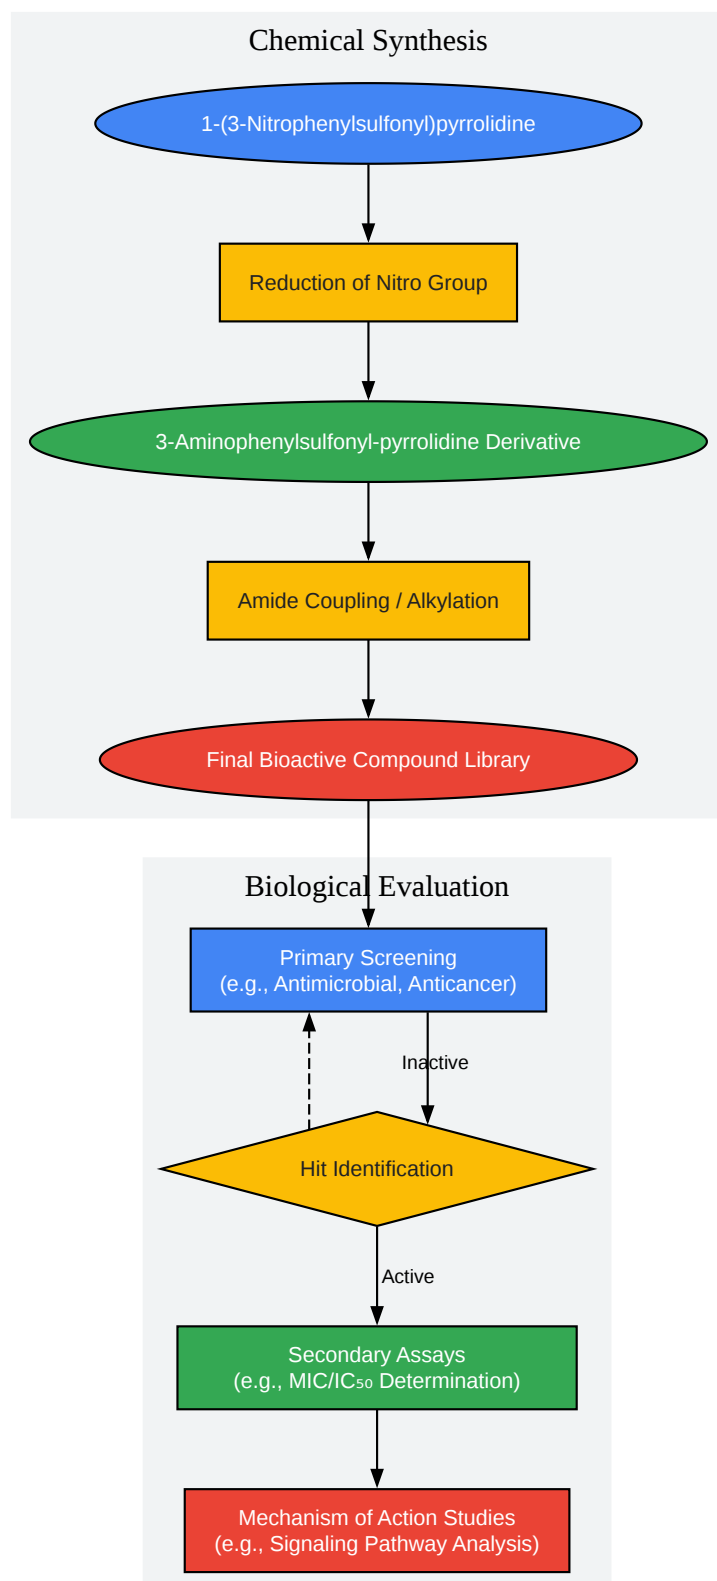 Chemical Synthesis
1-(3-Nitrophenylsulfonyl)pyrrolidine
Reduction of Nitro Group
3-Aminophenylsulfonyl-pyrrolidine Derivative
Amide Coupling / Alkylation
Final Bioactive Compound Library
Biological Evaluation
Primary Screening
(e.g., Antimicrobial, Anticancer)
Inactive
Hit Identification
Active
Secondary Assays
(e.g., MIC/IC₅₀ Determination)
Mechanism of Action Studies
(e.g., Signaling Pathway Analysis)